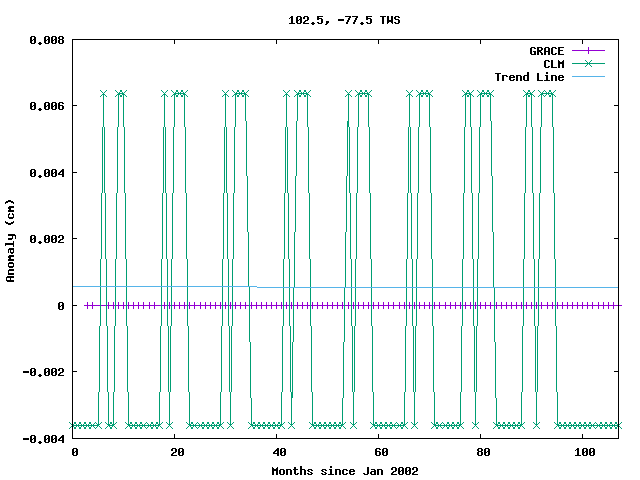 102.5, -77.5 TWS
GRACE
CLM
Trend Line
0.008
0.006
0.004
0.002
0
-0.002
-0.004
Anomaly (cm)
0 20 40 60 80 100
Months since Jan 2002